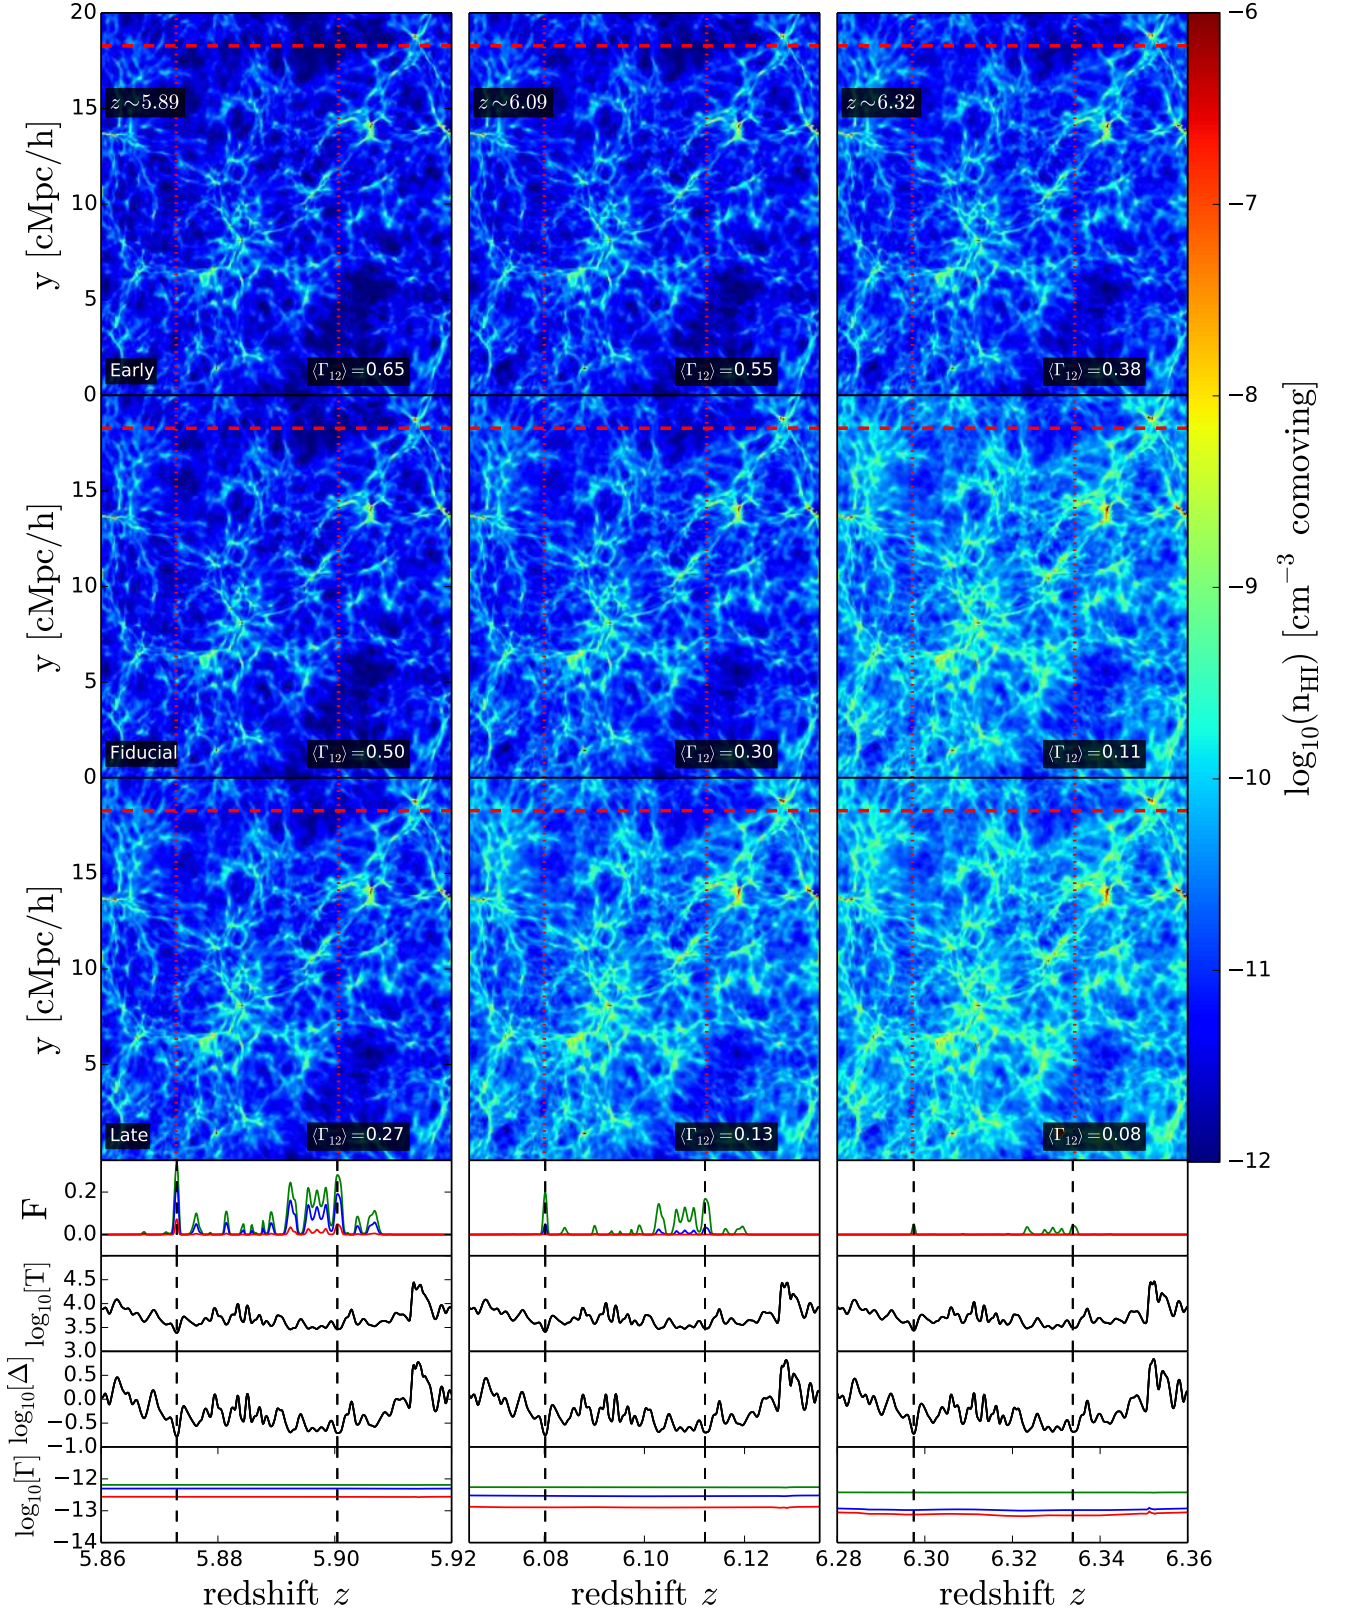 20
15
10
5
0
y [cMpc/h]
z~5.89
z~6.09
z~6.32
Early
⟨Γ₁₂⟩=0.65
⟨Γ₁₂⟩=0.55
⟨Γ₁₂⟩=0.38
15
10
5
0
y [cMpc/h]
Fiducial
⟨Γ₁₂⟩=0.50
⟨Γ₁₂⟩=0.30
⟨Γ₁₂⟩=0.11
15
10
5
y [cMpc/h]
Late
⟨Γ₁₂⟩=0.27
⟨Γ₁₂⟩=0.13
⟨Γ₁₂⟩=0.08
−6
−7
−8
−9
−10
−11
−12
log₁₀(n_HI) [cm⁻³ comoving]
0.2
0.0
F
4.5
4.0
3.5
3.0
log₁₀[T]
0.5
0.0
−0.5
−1.0
log₁₀[Δ]
−12
−13
−14
log₁₀[Γ]
5.86 5.88 5.90 5.92
6.08 6.10 6.12
6.28 6.30 6.32 6.34 6.36
redshift z
redshift z
redshift z